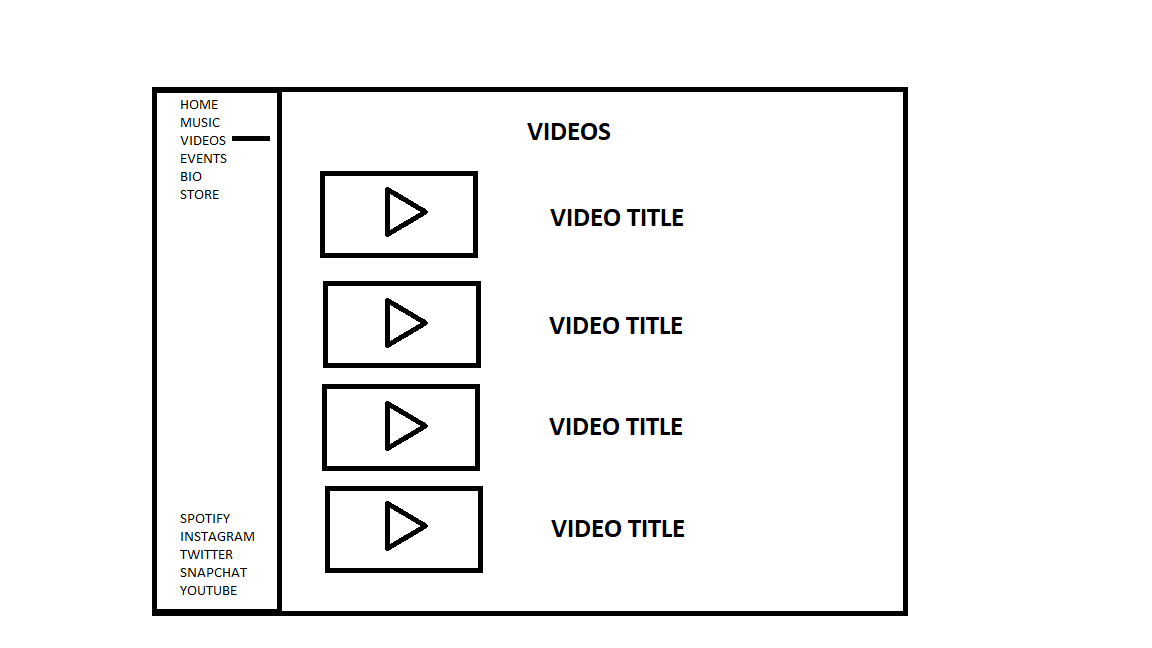 HOME
MUSIC
VIDEOS
EVENTS
BIO
STORE
SPOTIFY
INSTAGRAM
TWITTER
SNAPCHAT
YOUTUBE
VIDEOS
VIDEO TITLE
VIDEO TITLE
VIDEO TITLE
VIDEO TITLE